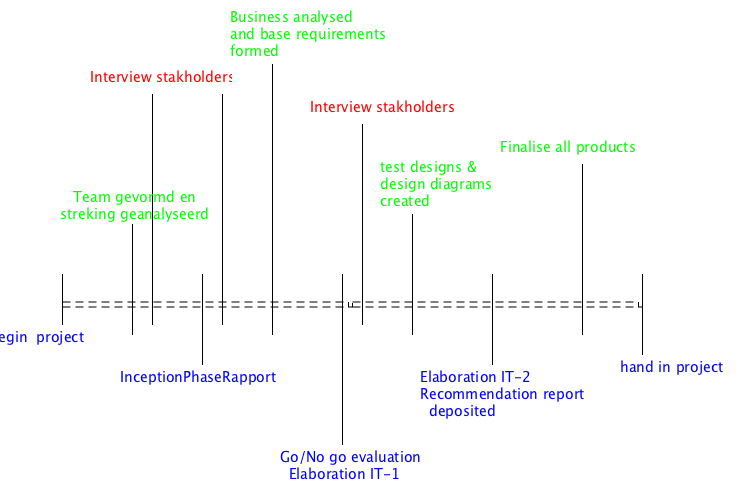 Business analysed
and base requirements
formed
Interview stakholders
Interview stakholders
Finalise all products
test designs &
design diagrams
created
Team gevormd en
streking geanalyseerd
egin project
hand in project
InceptionPhaseRapport
Elaboration IT-2
Recommendation report
deposited
Go/No go evaluation
Elaboration IT-1